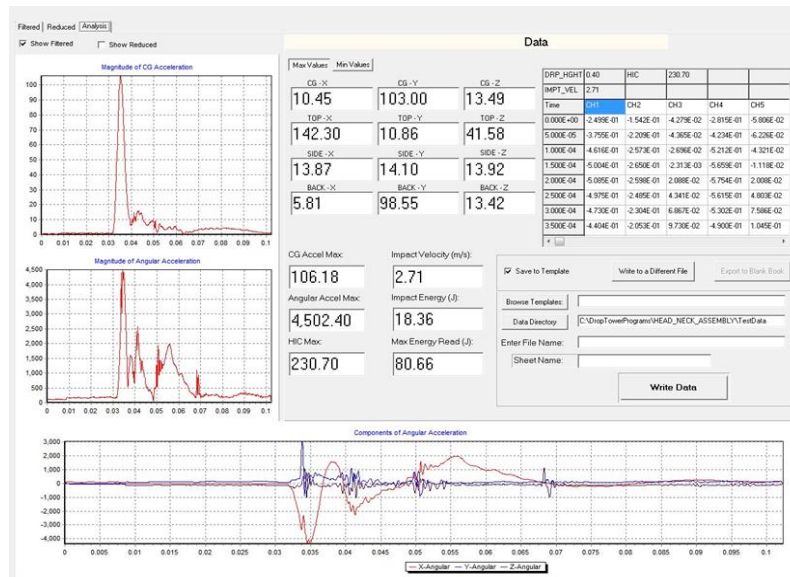 Filtered Reduced Analysis
Show Filtered Show Reduced
Data
Magnitude of CG Acceleration
100
90
80
70
60
50
40
30
20
10
0
0 0.01 0.02 0.03 0.04 0.05 0.06 0.07 0.08 0.09 0.1
Magnitude of Angular Acceleration
4,500
4,000
3,500
3,000
2,500
2,000
1,500
1,000
500
0
0 0.01 0.02 0.03 0.04 0.05 0.06 0.07 0.08 0.09 0.1
Max Values Min Values
CG - X CG - Y CG - Z
10.45 103.00 13.49
TOP - X TOP - Y TOP - Z
142.30 10.86 41.58
SIDE - X SIDE - Y SIDE - Z
13.87 14.10 13.92
BACK - X BACK - Y BACK - Z
5.81 98.55 13.42
DRP_HGHT 0.40 HIC 230.70
IMPT_VEL 2.71
Time CH1 CH2 CH3 CH4 CH5
0.000E+00 -2.499E-01 -1.542E-01 -4.279E-02 -2.815E-01 -5.806E-02
5.000E-05 -3.755E-01 -2.209E-01 -4.365E-02 -4.234E-01 -6.226E-02
1.000E-04 -4.616E-01 -2.573E-01 -2.696E-02 -5.212E-01 -4.321E-02
1.500E-04 -5.004E-01 -2.650E-01 -2.313E-03 -5.659E-01 -1.118E-02
2.000E-04 -5.085E-01 -2.598E-01 2.088E-02 -5.754E-01 2.008E-02
2.500E-04 -4.975E-01 -2.485E-01 4.341E-02 -5.615E-01 4.803E-02
3.000E-04 -4.730E-01 -2.304E-01 6.867E-02 -5.302E-01 7.586E-02
3.500E-04 -4.404E-01 -2.053E-01 9.730E-02 -4.900E-01 1.045E-01
CG Accel Max: Impact Velocity (m/s):
106.18 2.71
Angular Accel Max: Impact Energy (J):
4,502.40 18.36
HIC Max: Max Energy Read (J):
230.70 80.66
Save to Template Write to a Different File Export to Blank Book
Browse Templates:
Data Directory C:\DropTowerPrograms\HEAD_NECK_ASSEMBLY\TestData
Enter File Name:
Sheet Name:
Write Data
Components of Angular Acceleration
3,000
2,000
1,000
0
-1,000
-2,000
-3,000
-4,000
0 0.005 0.01 0.015 0.02 0.025 0.03 0.035 0.04 0.045 0.05 0.055 0.06 0.065 0.07 0.075 0.08 0.085 0.09 0.095 0.1
X-Angular Y-Angular Z-Angular